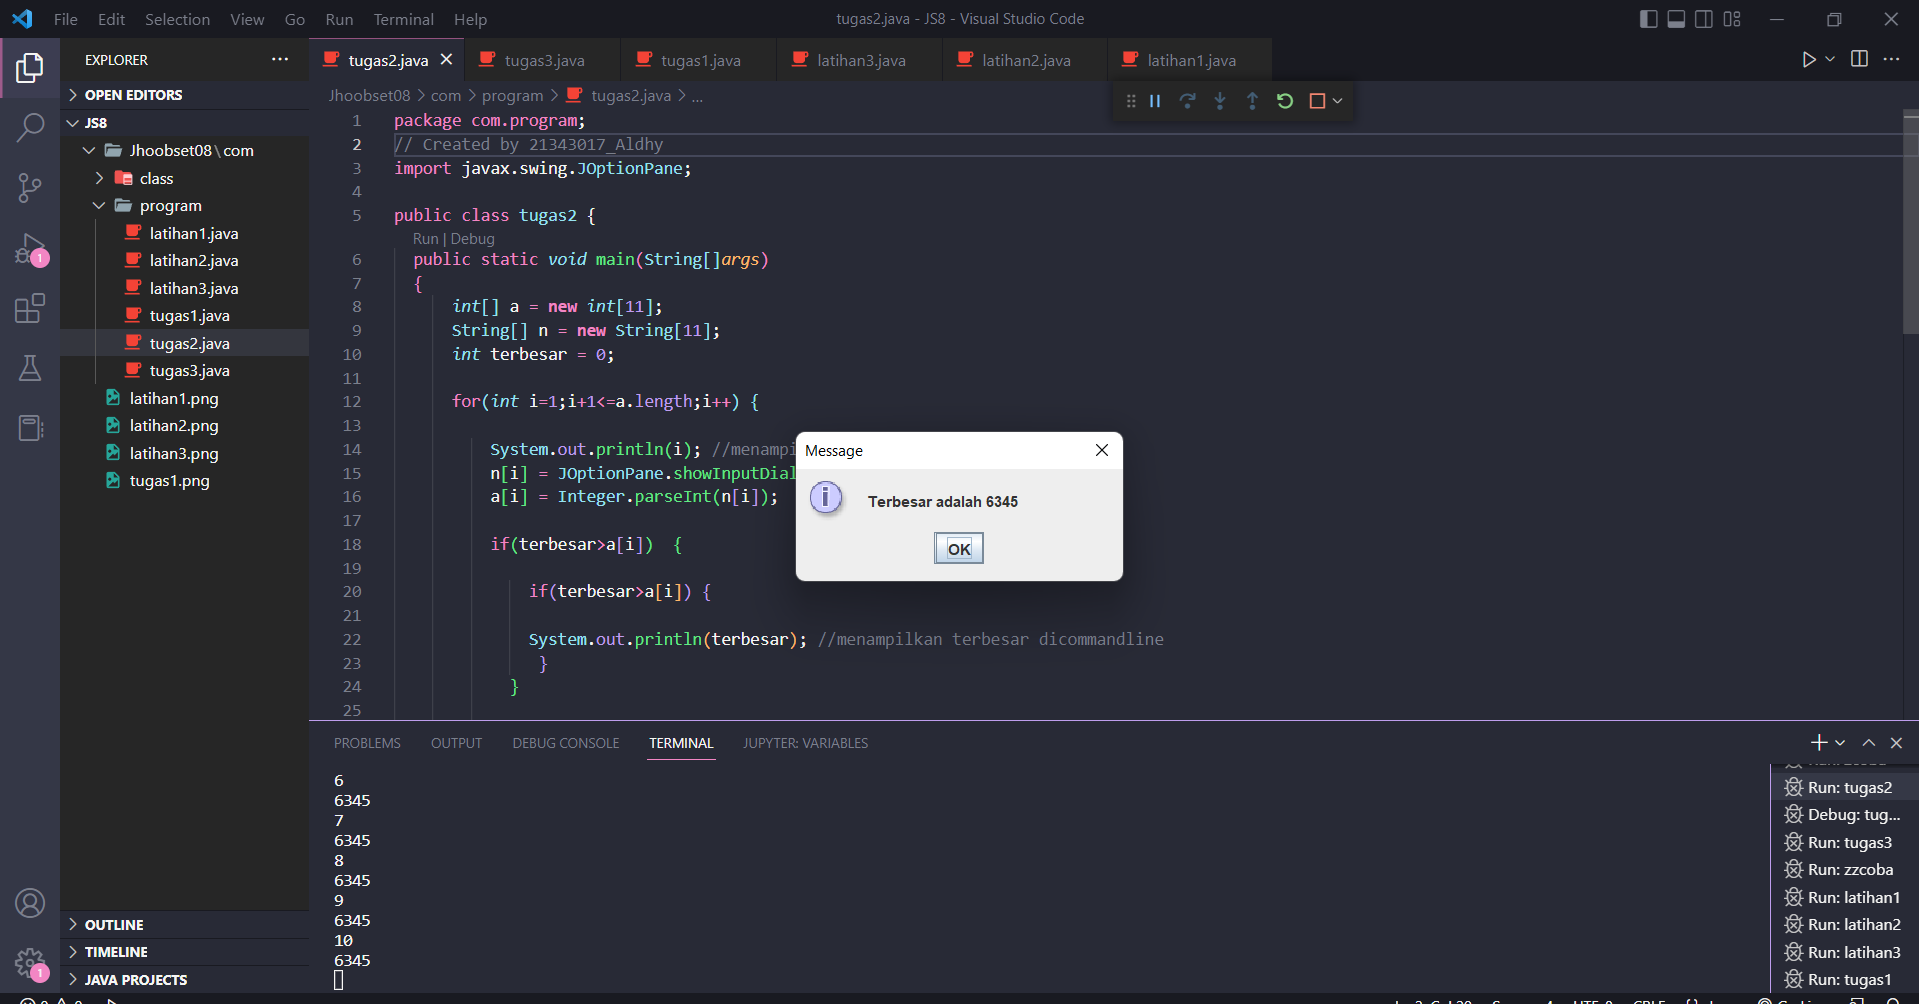 File Edit Selection View Go Run Terminal Help
tugas2.java - JS8 - Visual Studio Code
EXPLORER
OPEN EDITORS
JS8
Jhoobset08\com
class
program
latihan1.java
latihan2.java
latihan3.java
tugas1.java
tugas2.java
tugas3.java
latihan1.png
latihan2.png
latihan3.png
tugas1.png
OUTLINE
TIMELINE
JAVA PROJECTS
1
1
tugas2.java tugas3.java tugas1.java latihan3.java latihan2.java latihan1.java
Jhoobset08 > com > program > tugas2.java > ...
1 package com.program;
2 // Created by 21343017_Aldhy
3 import javax.swing.JOptionPane;
4
5 public class tugas2 {
Run | Debug
6 public static void main(String[]args)
7 {
8 int[] a = new int[11];
9 String[] n = new String[11];
10 int terbesar = 0;
11
12 for(int i=1;i+1<=a.length;i++) {
13
14 System.out.println(i); //menampi
15 n[i] = JOptionPane.showInputDial
16 a[i] = Integer.parseInt(n[i]);
17
18 if(terbesar>a[i]) {
19
20 if(terbesar>a[i]) {
21
22 System.out.println(terbesar); //menampilkan terbesar dicommandline
23 }
24 }
25
Message
Terbesar adalah 6345
OK
PROBLEMS OUTPUT DEBUG CONSOLE TERMINAL JUPYTER: VARIABLES
6
6345
7
6345
8
6345
9
6345
10
6345
Run: tugas2
Debug: tug...
Run: tugas3
Run: zzcoba
Run: latihan1
Run: latihan2
Run: latihan3
Run: tugas1